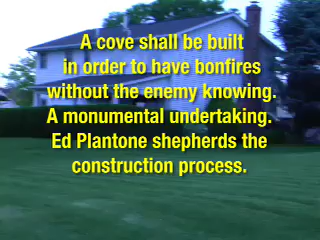 A cove shall be built
in order to have bonfires
without the enemy knowing.
A monumental undertaking.
Ed Plantone shepherds the
construction process.